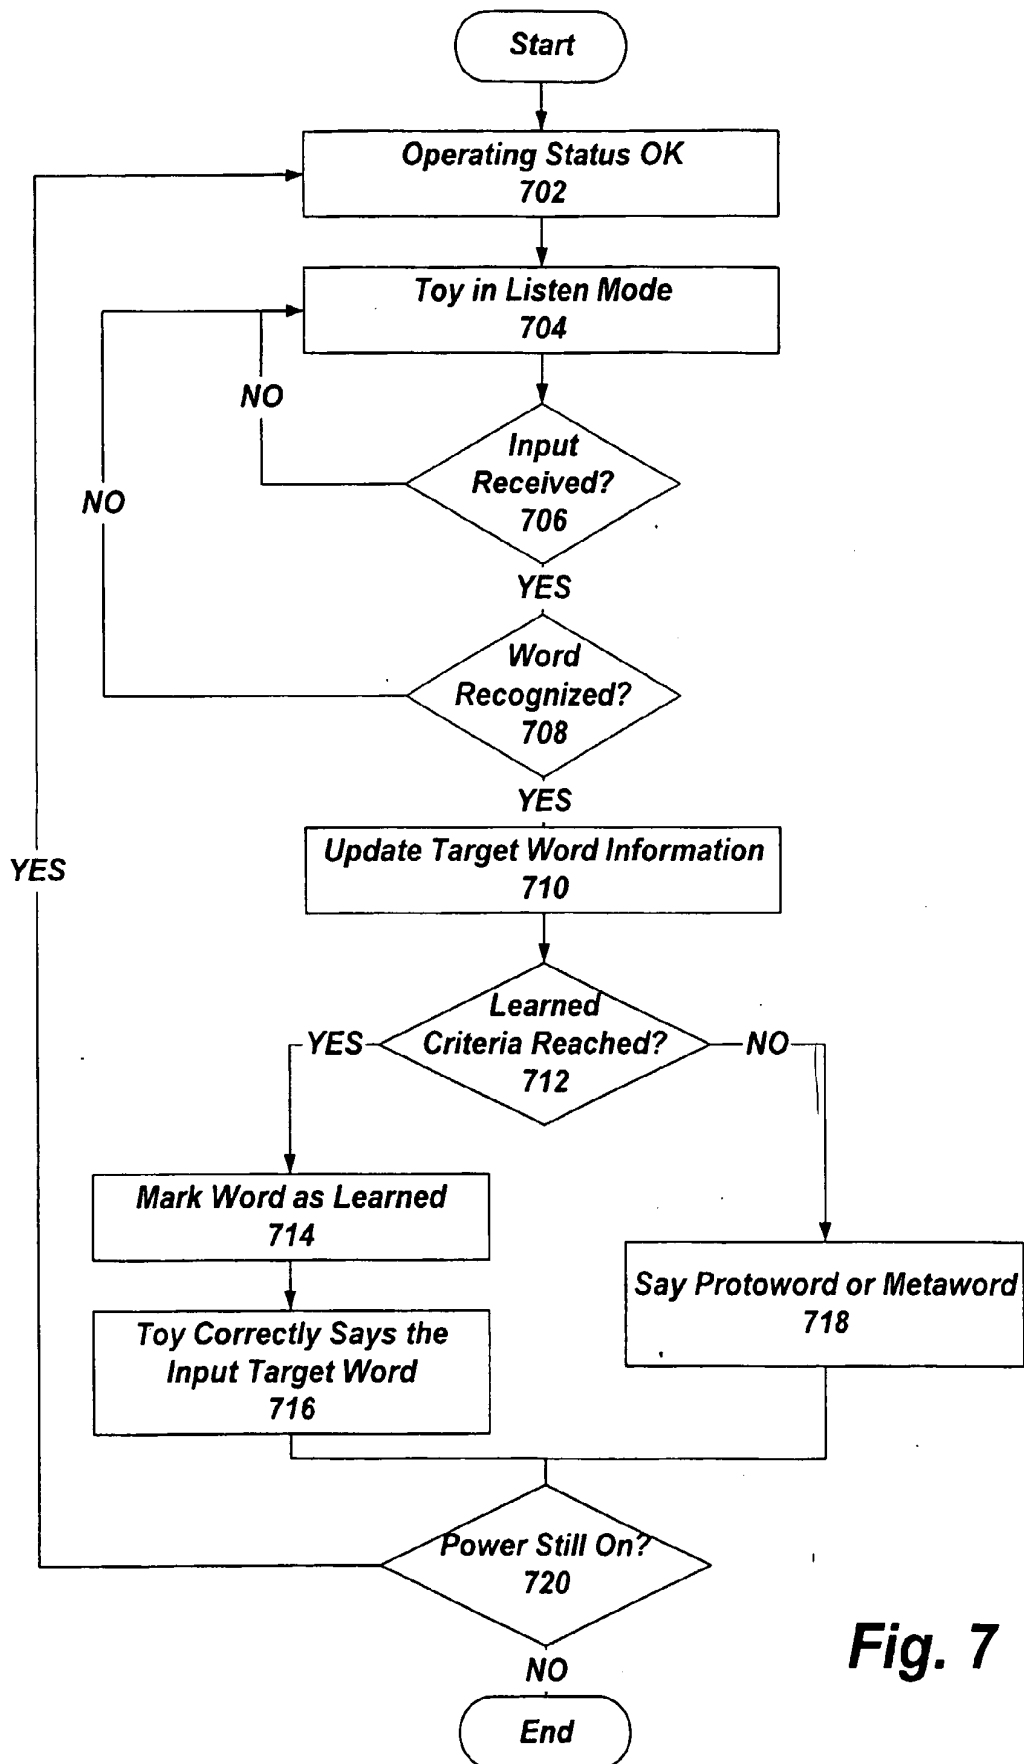 Start
Operating Status OK
702
Toy in Listen Mode
704
NO
Input
Received?
706
NO
YES
Word
Recognized?
708
YES
Update Target Word Information
710
YES
Learned
Criteria Reached?
712
YES
NO
Mark Word as Learned
714
Say Protoword or Metaword
718
Toy Correctly Says the
Input Target Word
716
Power Still On?
720
NO
End
Fig. 7